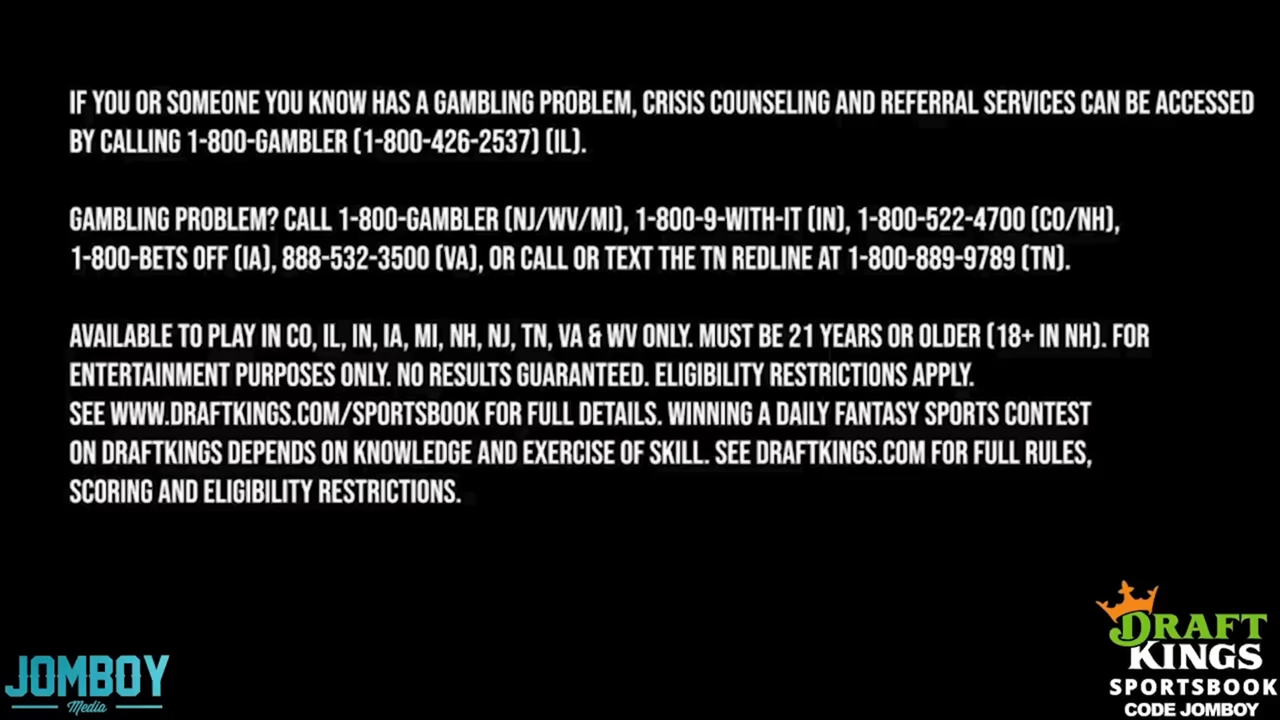 IF YOU OR SOMEONE YOU KNOW HAS A GAMBLING PROBLEM, CRISIS COUNSELING AND REFERRAL SERVICES CAN BE ACCESSED
BY CALLING 1-800-GAMBLER (1-800-426-2537) (IL).
GAMBLING PROBLEM? CALL 1-800-GAMBLER (NJ/WV/MI), 1-800-9-WITH-IT (IN), 1-800-522-4700 (CO/NH),
1-800-BETS OFF (IA), 888-532-3500 (VA), OR CALL OR TEXT THE TN REDLINE AT 1-800-889-9789 (TN).
AVAILABLE TO PLAY IN CO, IL, IN, IA, MI, NH, NJ, TN, VA & WV ONLY. MUST BE 21 YEARS OR OLDER (18+ IN NH). FOR
ENTERTAINMENT PURPOSES ONLY. NO RESULTS GUARANTEED. ELIGIBILITY RESTRICTIONS APPLY.
SEE WWW.DRAFTKINGS.COM/SPORTSBOOK FOR FULL DETAILS. WINNING A DAILY FANTASY SPORTS CONTEST
ON DRAFTKINGS DEPENDS ON KNOWLEDGE AND EXERCISE OF SKILL. SEE DRAFTKINGS.COM FOR FULL RULES,
SCORING AND ELIGIBILITY RESTRICTIONS.
JOMBOY
Media
DRAFT
KINGS
SPORTSBOOK
CODE JOMBOY